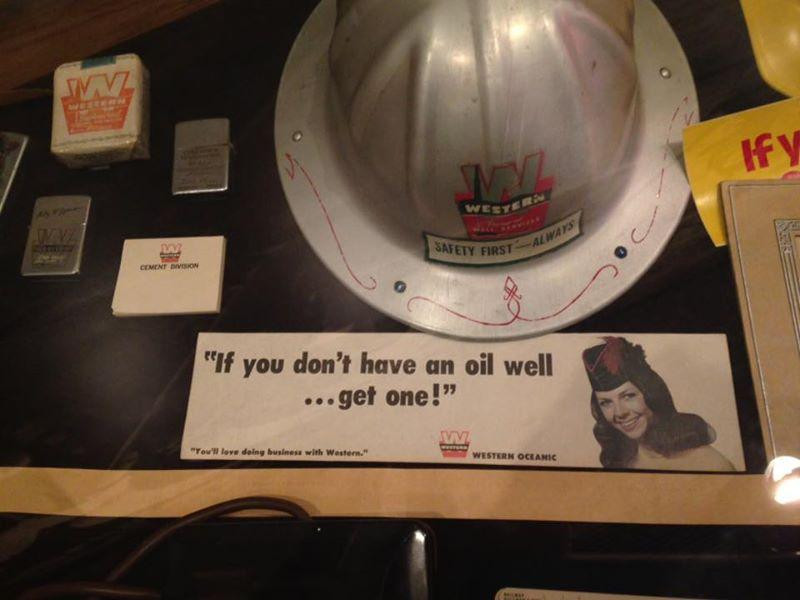 W
WESTERN
W
WESTERN
SAFETY FIRST—ALWAYS
If
W
CEMENT DIVISION
"If you don't have an oil well
...get one!"
"You'll love doing business with Western."
W
WESTERN
WESTERN OCEANIC